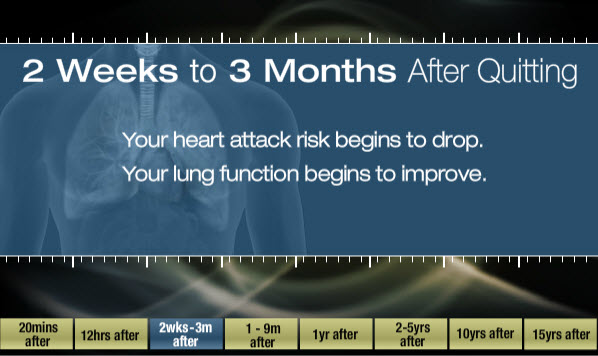 2 Weeks to 3 Months After Quitting
Your heart attack risk begins to drop.
Your lung function begins to improve.
20mins
after
12hrs after
2wks-3m
after
1 - 9m
after
1yr after
2-5yrs
after
10yrs after
15yrs after